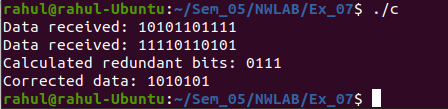 rahul@rahul-Ubuntu:~/Sem_05/NWLAB/Ex_07$ ./c
Data received: 10101101111
Data received: 11110110101
Calculated redundant bits: 0111
Corrected data: 1010101
rahul@rahul-Ubuntu:~/Sem_05/NWLAB/Ex_07$